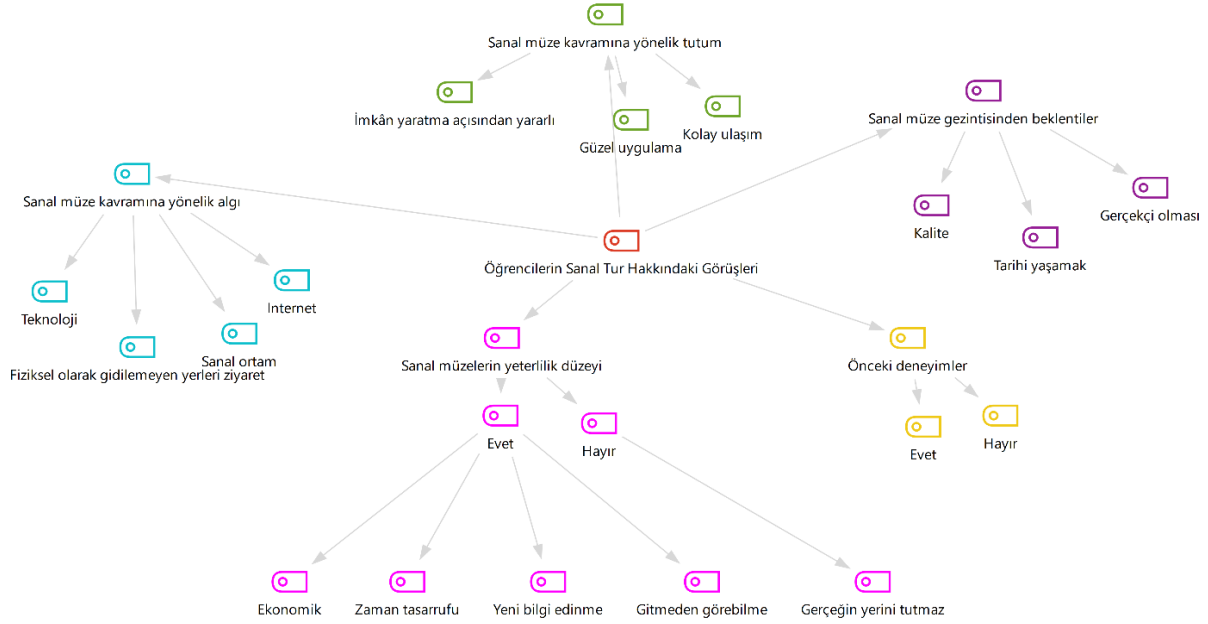 Sanal müze kavramına yönelik tutum
İmkân yaratma açısından yararlı
Güzel uygulama
Kolay ulaşım
Sanal müze gezintisinden beklentiler
Kalite
Tarihi yaşamak
Gerçekçi olması
Sanal müze kavramına yönelik algı
Teknoloji
Fiziksel olarak gidilemeyen yerleri ziyaret
Sanal ortam
Internet
Öğrencilerin Sanal Tur Hakkındaki Görüşleri
Sanal müzelerin yeterlilik düzeyi
Evet
Hayır
Önceki deneyimler
Evet
Hayır
Ekonomik
Zaman tasarrufu
Yeni bilgi edinme
Gitmeden görebilme
Gerçeğin yerini tutmaz